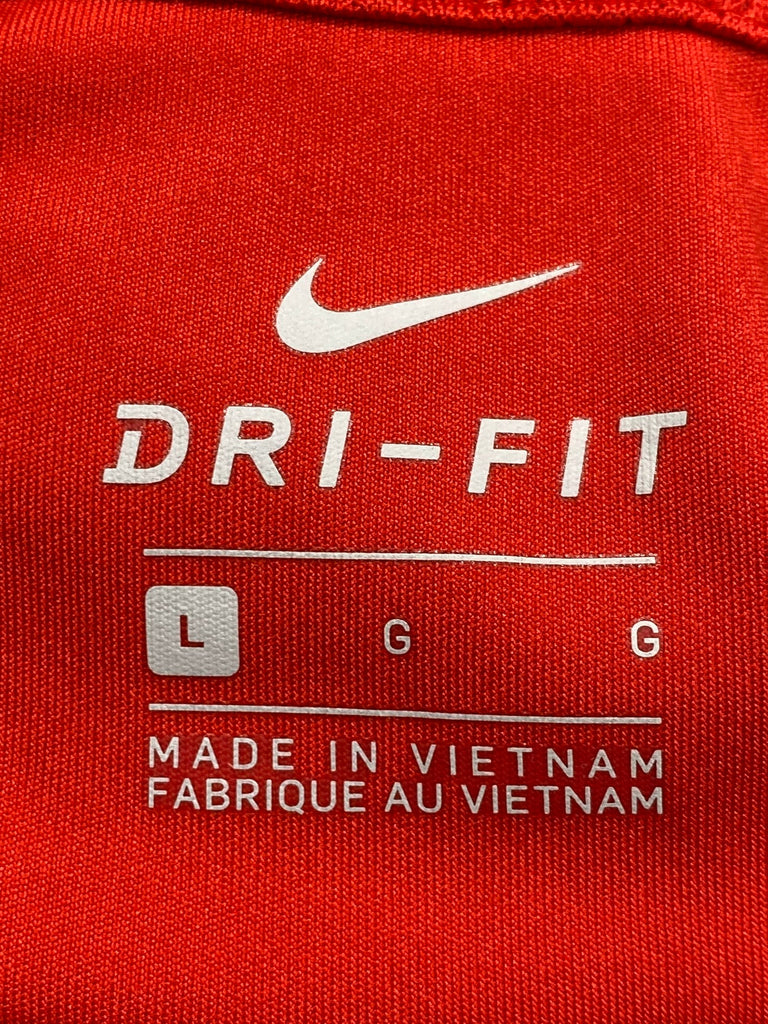 DRI-FIT
L G G
MADE IN VIETNAM
FABRIQUE AU VIETNAM